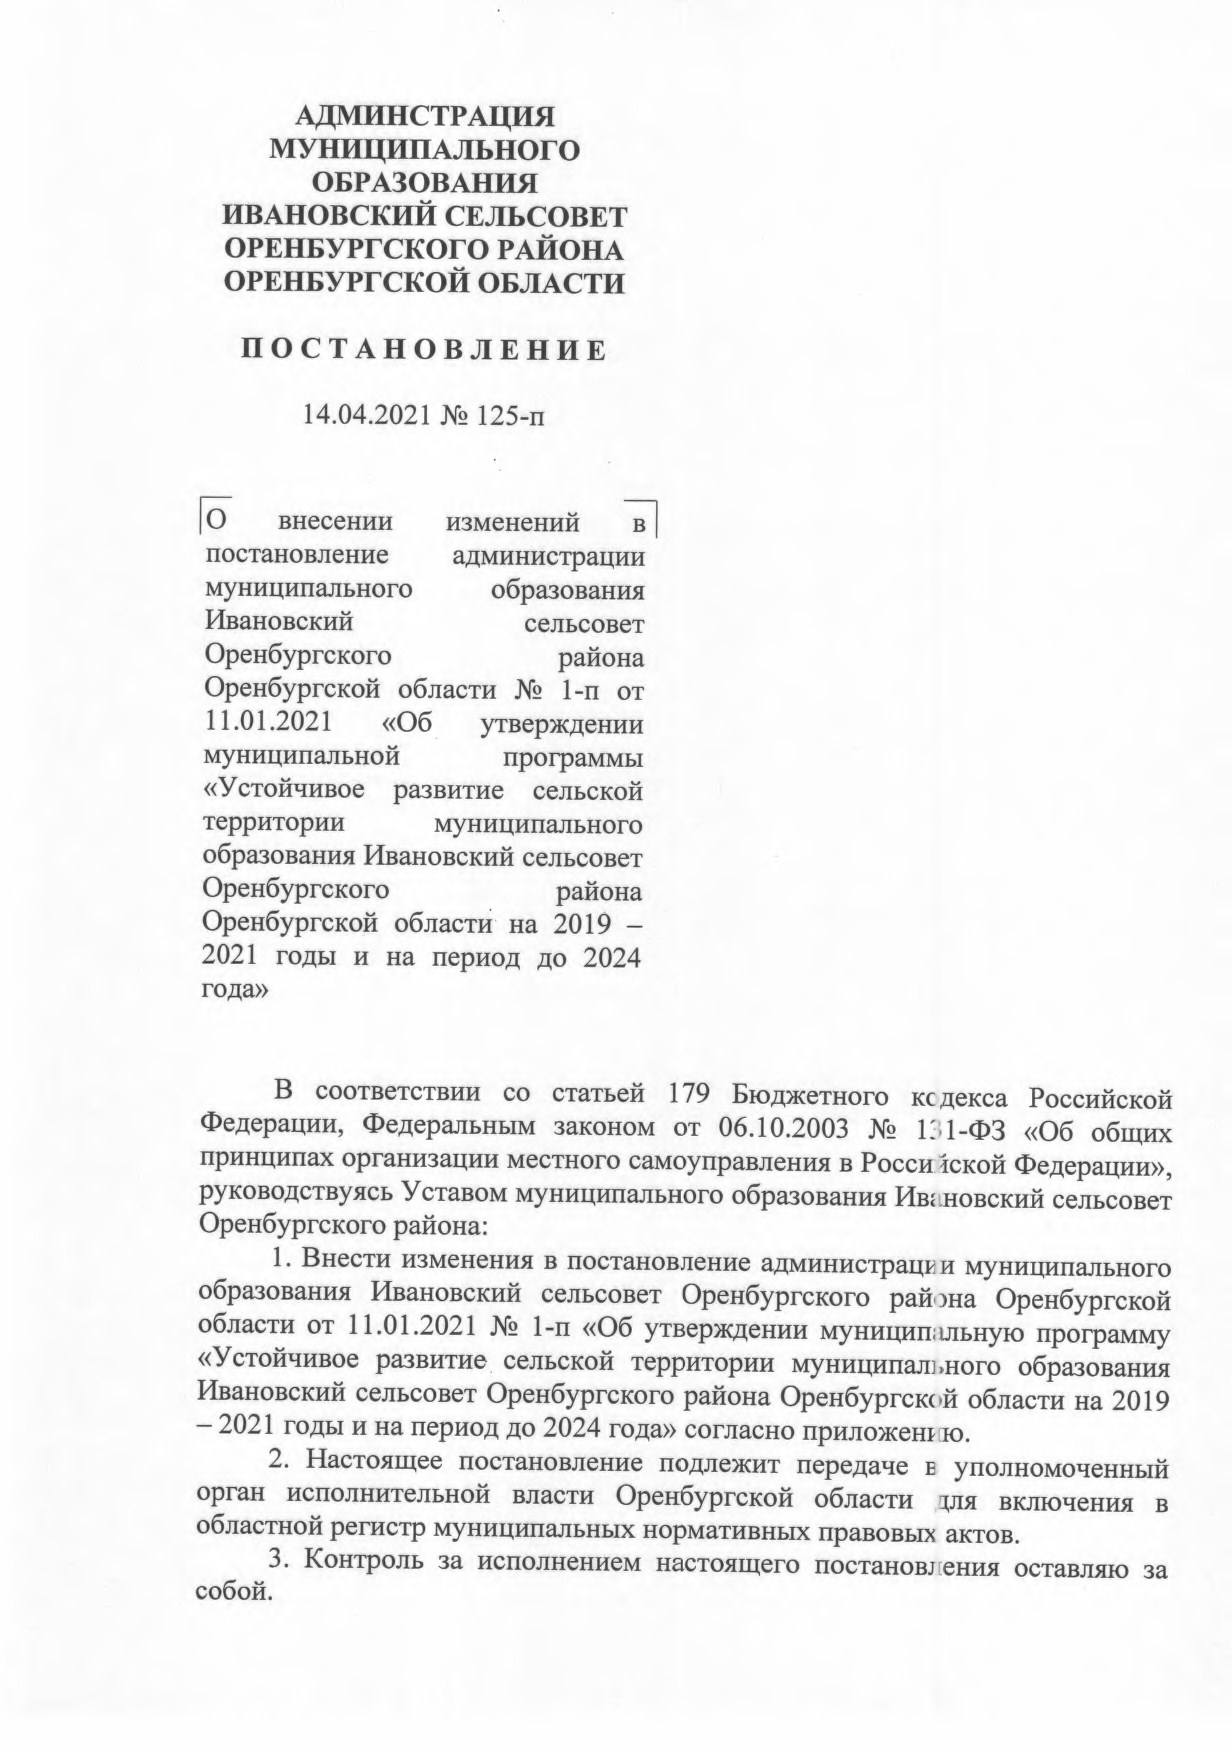 АДМИНСТРАЦИЯ
МУНИЦИПАЛЬНОГО
ОБРАЗОВАНИЯ
ИВАНОВСКИЙ СЕЛЬСОВЕТ
ОРЕНБУРГСКОГО РАЙОНА
ОРЕНБУРГСКОЙ ОБЛАСТИ
П О С Т А Н О В Л Е Н И Е
14.04.2021 № 125-п
О внесении изменений в
постановление администрации
муниципального образования
Ивановский сельсовет
Оренбургского района
Оренбургской области № 1-п от
11.01.2021 «Об утверждении
муниципальной программы
«Устойчивое развитие сельской
территории муниципального
образования Ивановский сельсовет
Оренбургского района
Оренбургской области на 2019 –
2021 годы и на период до 2024
года»
В соответствии со статьей 179 Бюджетного кодекса Российской
Федерации, Федеральным законом от 06.10.2003 № 131-ФЗ «Об общих
принципах организации местного самоуправления в Российской Федерации»,
руководствуясь Уставом муниципального образования Ивановский сельсовет
Оренбургского района:
1. Внести изменения в постановление администрации муниципального
образования Ивановский сельсовет Оренбургского района Оренбургской
области от 11.01.2021 № 1-п «Об утверждении муниципальную программу
«Устойчивое развитие сельской территории муниципального образования
Ивановский сельсовет Оренбургского района Оренбургской области на 2019
– 2021 годы и на период до 2024 года» согласно приложению.
2. Настоящее постановление подлежит передаче в уполномоченный
орган исполнительной власти Оренбургской области для включения в
областной регистр муниципальных нормативных правовых актов.
3. Контроль за исполнением настоящего постановления оставляю за
собой.